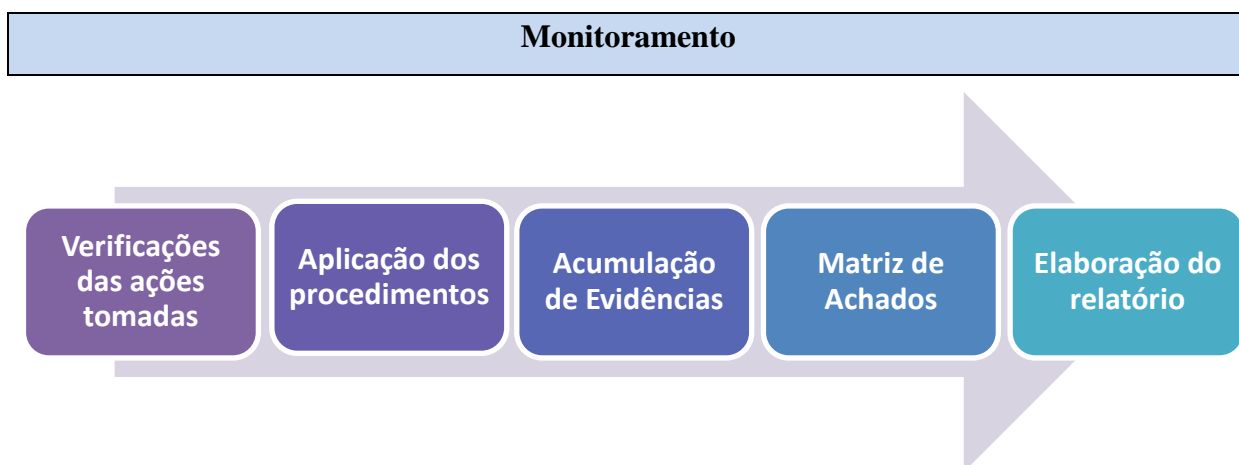 Monitoramento
Verificações
das ações
tomadas
Aplicação dos
procedimentos
Acumulação
de Evidências
Matriz de
Achados
Elaboração do
relatório